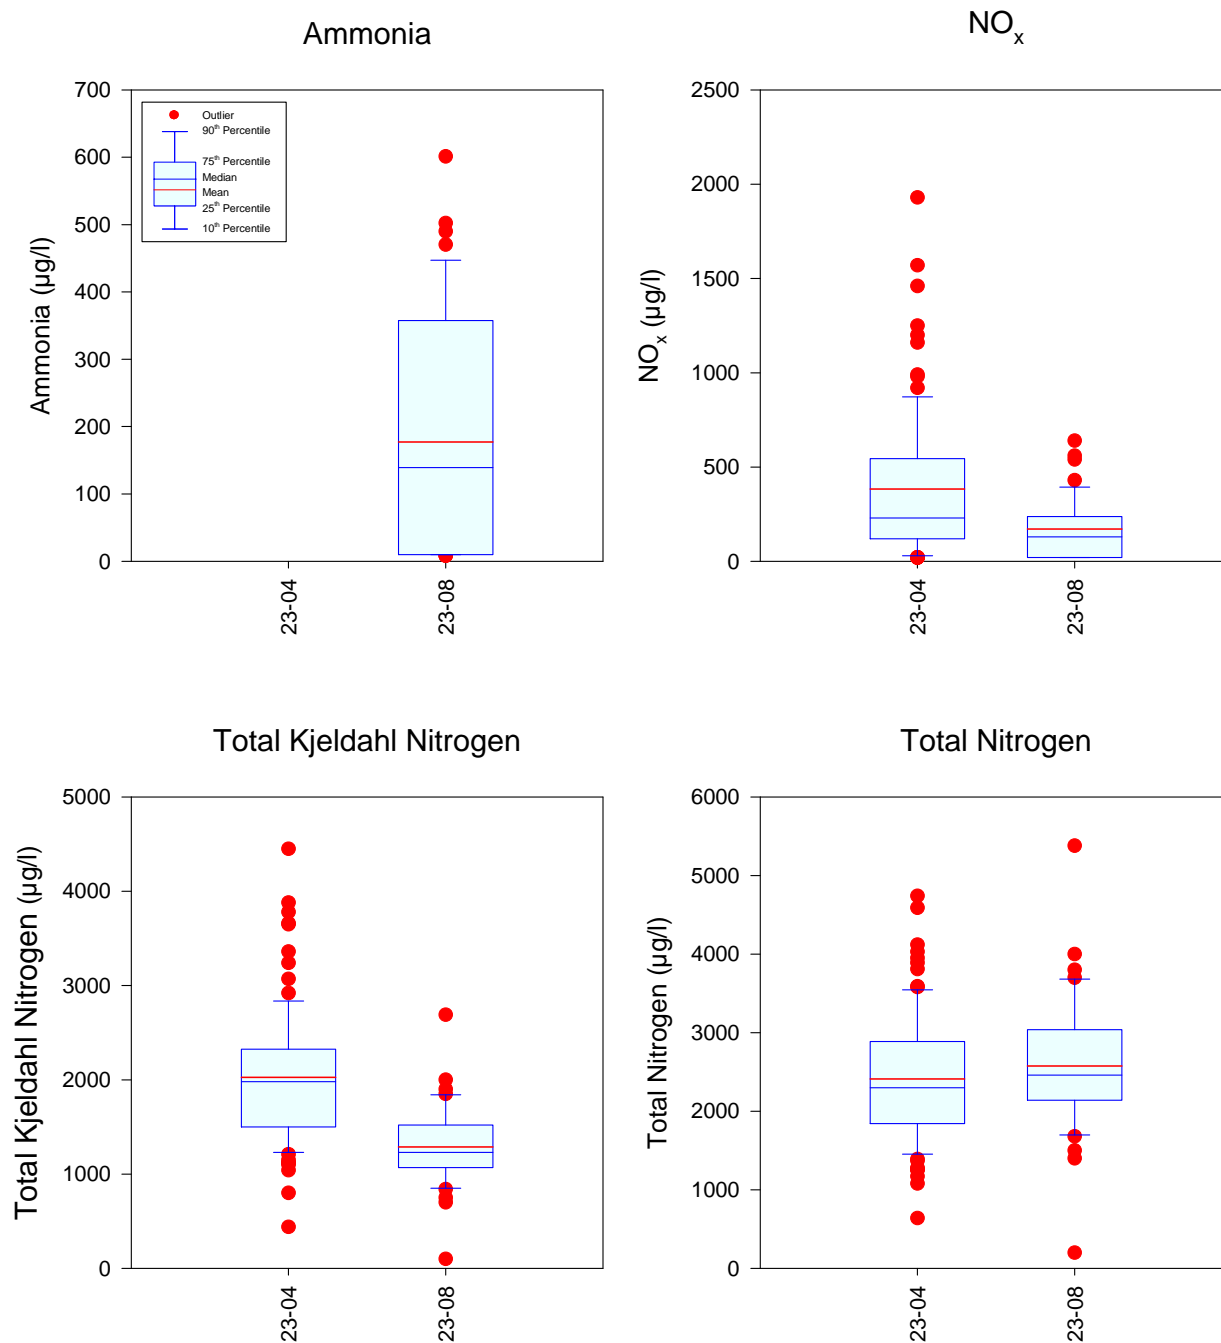 Ammonia
NOx
700
600
500
400
300
200
100
0
Ammonia (µg/l)
Outlier
90th Percentile
75th Percentile
Median
Mean
25th Percentile
10th Percentile
23-04
23-08
2500
2000
1500
1000
500
0
NOx (µg/l)
23-04
23-08
Total Kjeldahl Nitrogen
5000
4000
3000
2000
1000
0
Total Kjeldahl Nitrogen (µg/l)
23-04
23-08
Total Nitrogen
6000
5000
4000
3000
2000
1000
0
Total Nitrogen (µg/l)
23-04
23-08